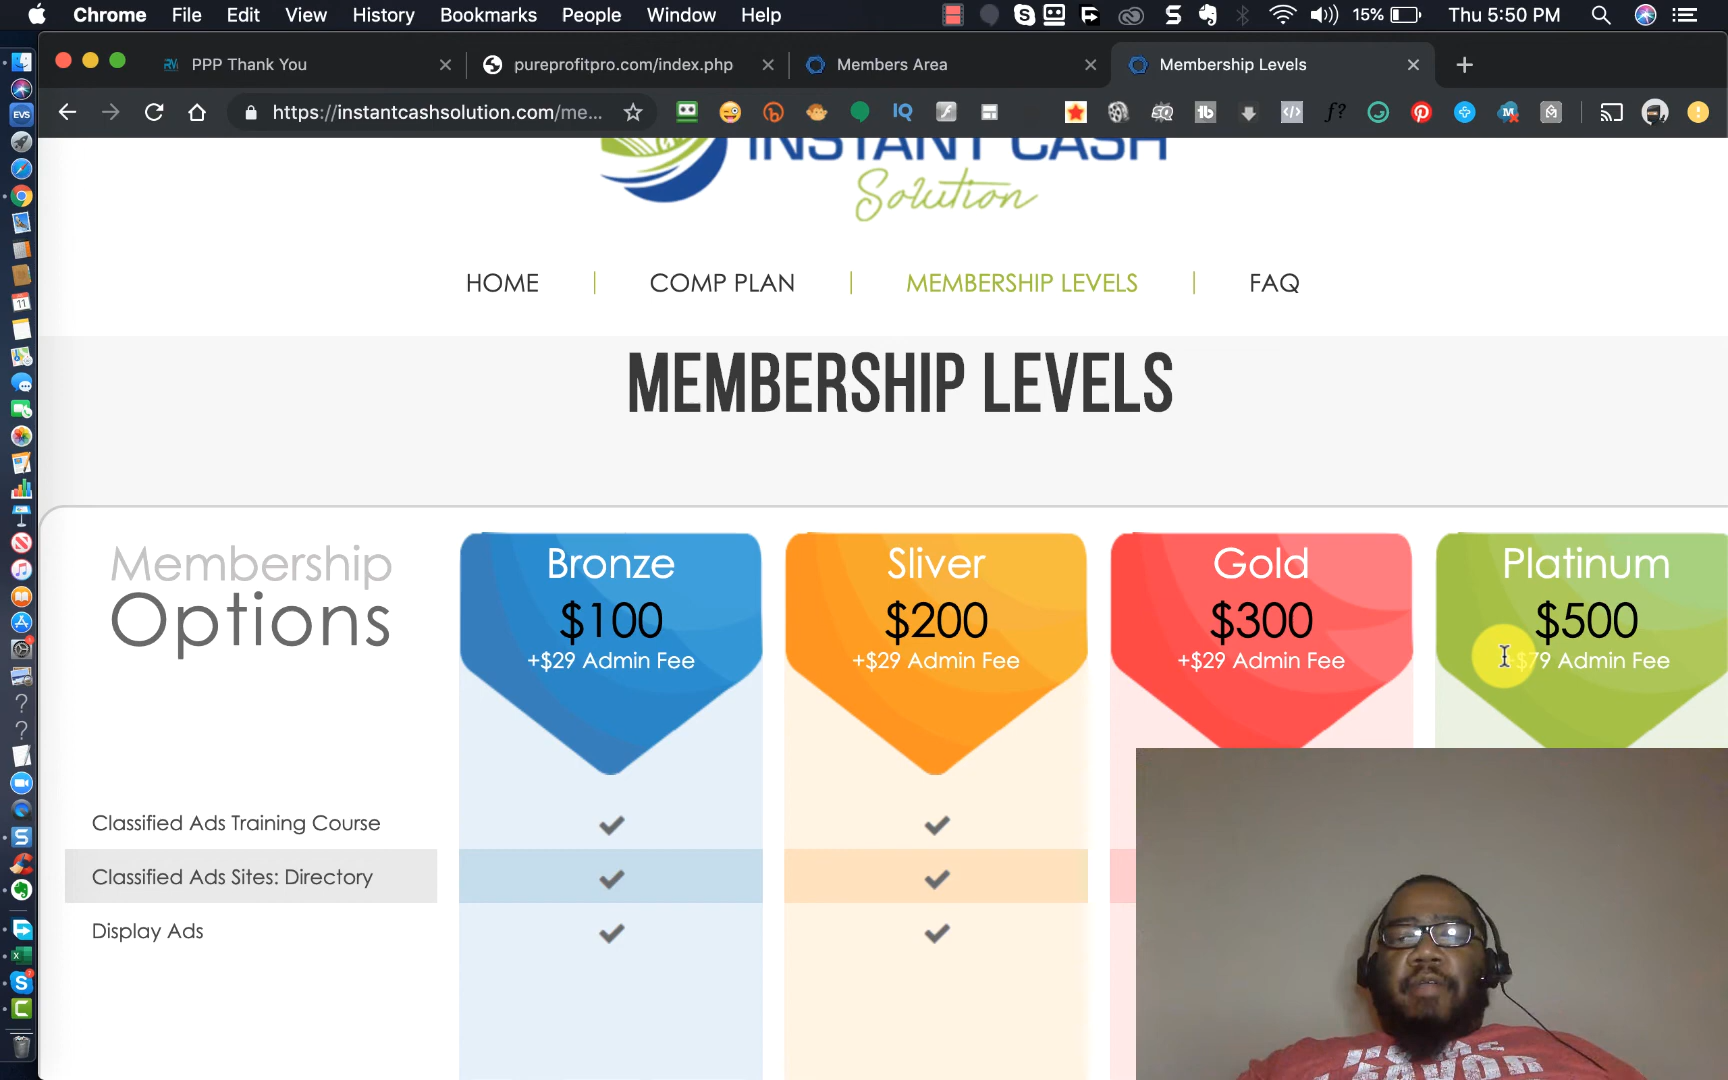 Chrome File Edit View History Bookmarks People Window Help 15% Thu 5:50 PM
PPP Thank You
pureprofitpro.com/index.php
Members Area
Membership Levels
https://instantcashsolution.com/me...
INSTANT CASH
Solution
HOME | COMP PLAN | MEMBERSHIP LEVELS | FAQ
MEMBERSHIP LEVELS
Membership
Options
Bronze
$100
+$29 Admin Fee
Sliver
$200
+$29 Admin Fee
Gold
$300
+$29 Admin Fee
Platinum
$500
+$79 Admin Fee
Classified Ads Training Course
Classified Ads Sites: Directory
Display Ads